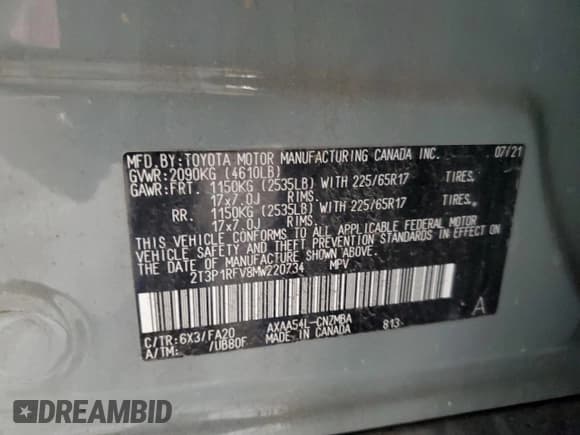 MFD. BY: TOYOTA MOTOR MANUFACTURING CANADA INC. 07/21
GVWR: 2090KG (4610LB)
GAWR: FRT. 1150KG (2535LB) WITH 225/65R17 TIRES.
17x7.0J RIMS.
RR. 1150KG (2535LB) WITH 225/65R17 TIRES.
17x7.0J RIMS.
THIS VEHICLE CONFORMS TO ALL APPLICABLE FEDERAL MOTOR
VEHICLE SAFETY AND THEFT PREVENTION STANDARDS IN EFFECT ON
THE DATE OF MANUFACTURE SHOWN ABOVE.
2T3P1RFV8MW220734 MPV
A
C/TR: 6X3/FA20 AXAA54L-CNZMBA 813-
A/TM: /UB80F MADE IN CANADA
DREAMBID